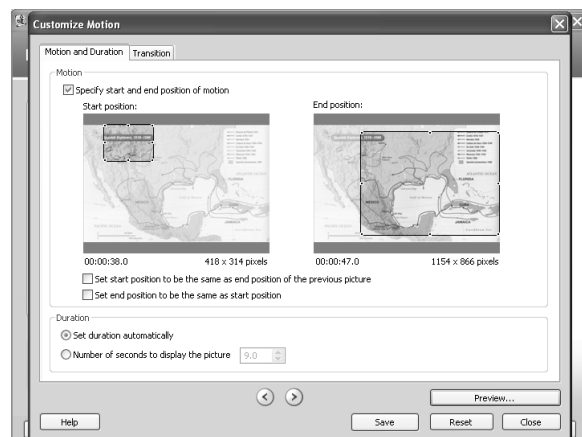 Customize Motion
Motion and Duration Transition
Motion
Specify start and end position of motion
Start position: End position:
MEXICO
FLORIDA
CUBA
00:00:38.0 418 x 314 pixels 00:00:47.0 1154 x 866 pixels
Set start position to be the same as end position of the previous picture
Set end position to be the same as start position
Duration
Set duration automatically
Number of seconds to display the picture 9.0
Preview...
Help Save Reset Close